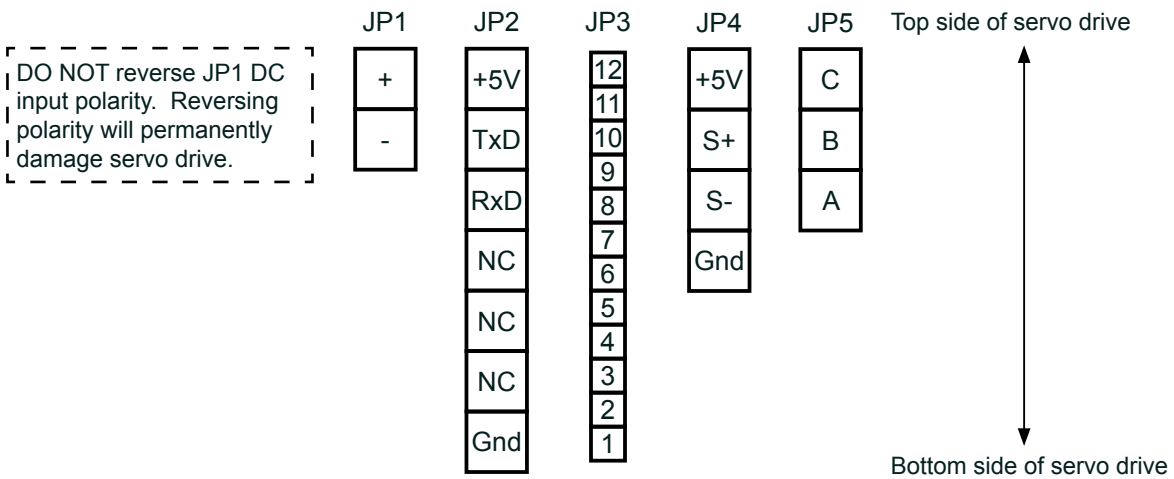 JP1 JP2 JP3 JP4 JP5 Top side of servo drive
DO NOT reverse JP1 DC
input polarity. Reversing
polarity will permanently
damage servo drive.
+
-
+5V
TxD
RxD
NC
NC
NC
Gnd
12
11
10
9
8
7
6
5
4
3
2
1
+5V
S+
S-
Gnd
C
B
A
Bottom side of servo drive